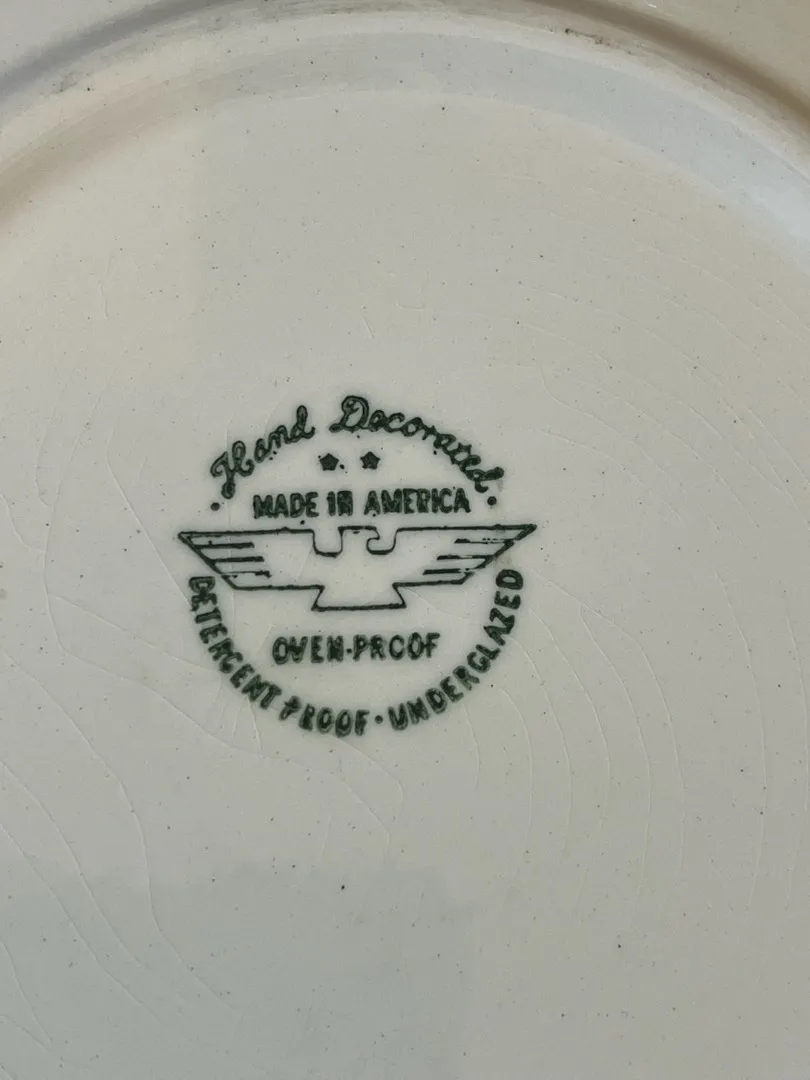 Hand Decorated
MADE IN AMERICA
OVEN-PROOF
DETERGENT PROOF · UNDERGLAZED